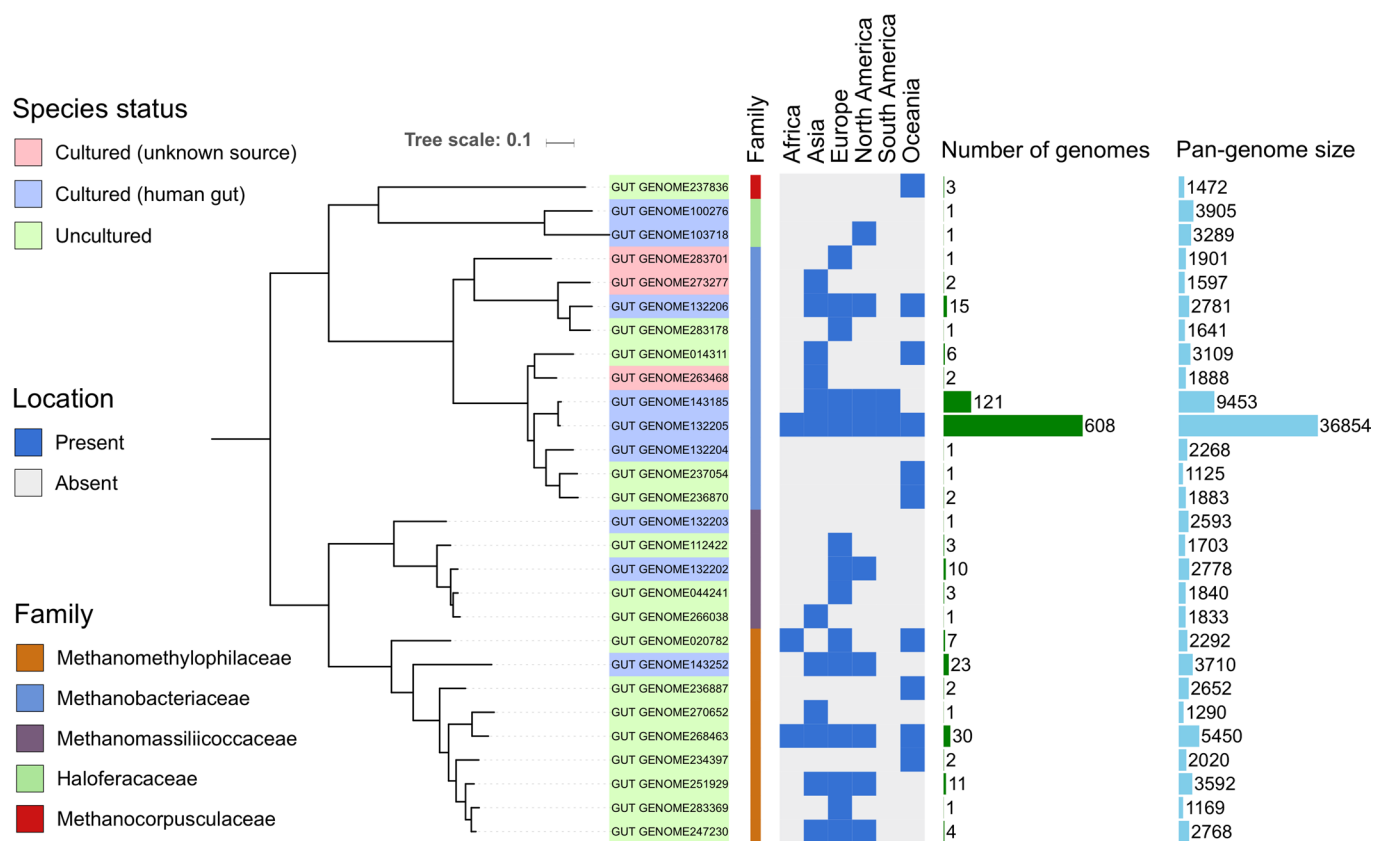 Species status
Cultured (unknown source)
Cultured (human gut)
Uncultured
Location
Present
Absent
Family
Methanomethylophilaceae
Methanobacteriaceae
Methanomassiliicoccaceae
Haloferacaceae
Methanocorpusculaceae
Tree scale: 0.1
Family
Africa
Asia
Europe
North America
South America
Oceania
Number of genomes
Pan-genome size
GUT GENOME237836 3 1472
GUT GENOME100276 1 3905
GUT GENOME103718 1 3289
GUT GENOME283701 1 1901
GUT GENOME273277 2 1597
GUT GENOME132206 15 2781
GUT GENOME283178 1 1641
GUT GENOME014311 6 3109
GUT GENOME263468 2 1888
GUT GENOME143185 121 9453
GUT GENOME132205 608 36854
GUT GENOME132204 1 2268
GUT GENOME237054 1 1125
GUT GENOME236870 2 1883
GUT GENOME132203 1 2593
GUT GENOME112422 3 1703
GUT GENOME132202 10 2778
GUT GENOME044241 3 1840
GUT GENOME266038 1 1833
GUT GENOME020782 7 2292
GUT GENOME143252 23 3710
GUT GENOME236887 2 2652
GUT GENOME270652 1 1290
GUT GENOME268463 30 5450
GUT GENOME234397 2 2020
GUT GENOME251929 11 3592
GUT GENOME283369 1 1169
GUT GENOME247230 4 2768